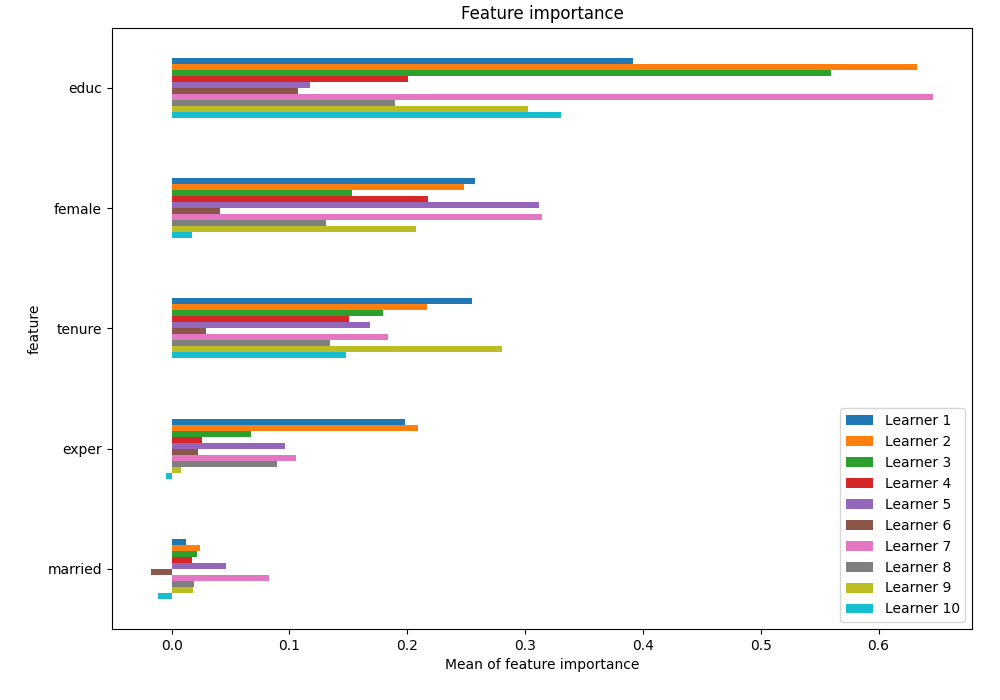 Feature importance
educ
female
tenure
exper
married
feature
0.0 0.1 0.2 0.3 0.4 0.5 0.6
Mean of feature importance
Learner 1
Learner 2
Learner 3
Learner 4
Learner 5
Learner 6
Learner 7
Learner 8
Learner 9
Learner 10